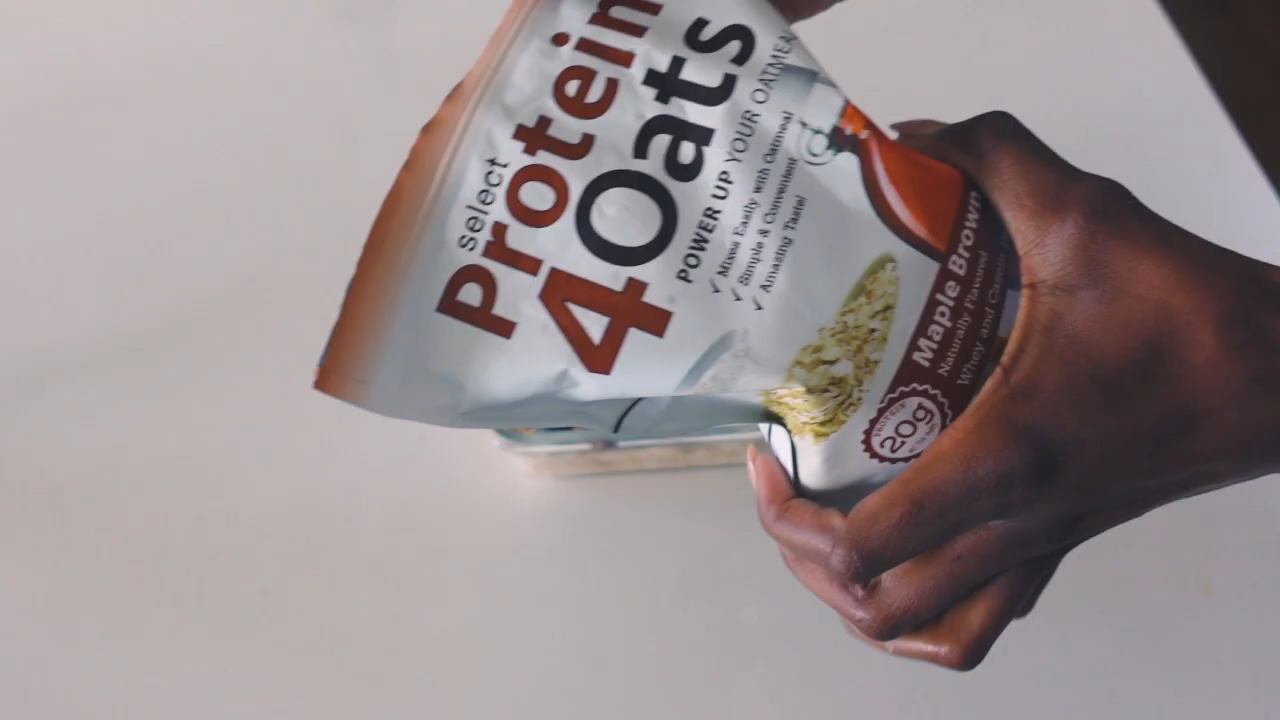 select
Protein
4Oats
POWER UP YOUR OATMEAL
✓ Mixes Easily with Oatmeal
✓ Simple & Convenient
✓ Amazing Taste!
Maple Brown
Naturally Flavored
Whey and Casein
20g